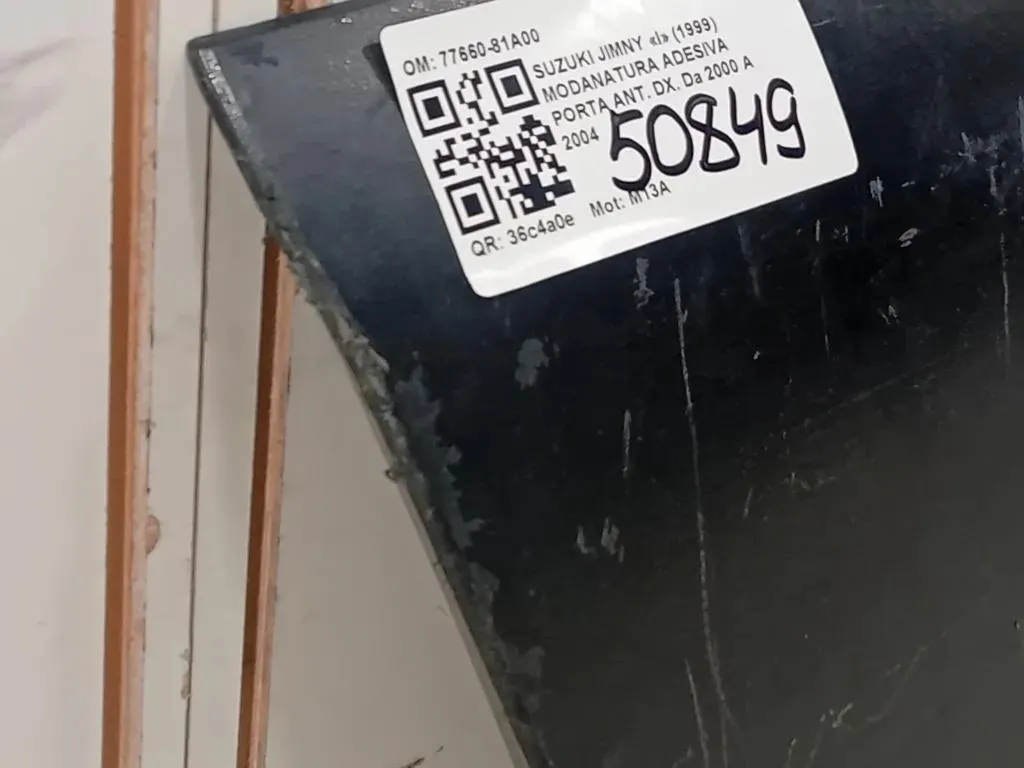 OM: 77660-81A00
SUZUKI JIMNY «I» (1999)
MODANATURA ADESIVA
PORTA ANT. DX. Da 2000 A
2004
50849
QR: 36c4a0e Mot: M13A